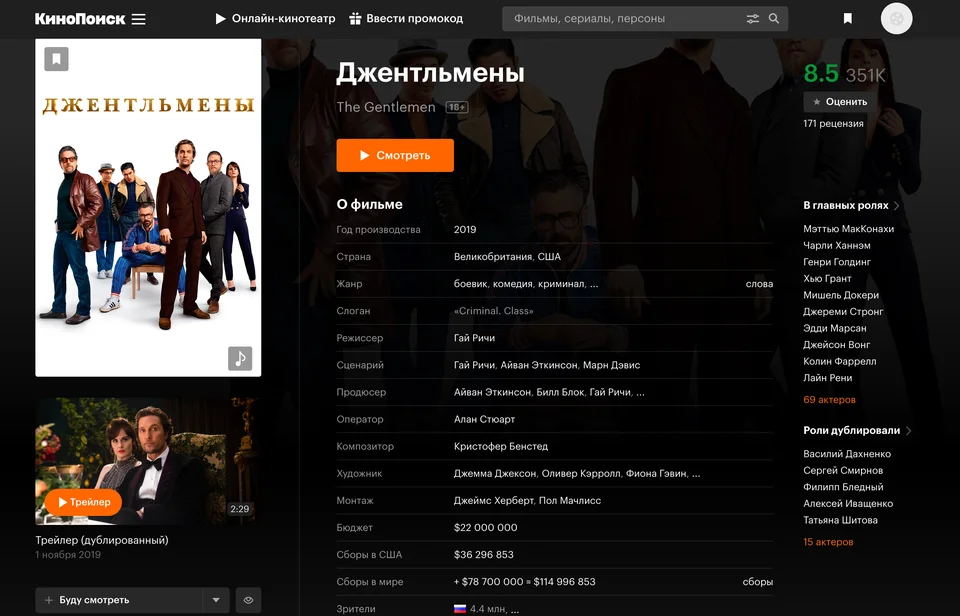 КиноПоиск
Онлайн-кинотеатр
Ввести промокод
Фильмы, сериалы, персоны
ДЖЕНТЛЬМЕНЫ
Трейлер
2:29
Трейлер (дублированный)
1 ноября 2019
+ Буду смотреть
Джентльмены
The Gentlemen 18+
Смотреть
О фильме
Год производства 2019
Страна Великобритания, США
Жанр боевик, комедия, криминал, ... слова
Слоган «Criminal. Class»
Режиссер Гай Ричи
Сценарий Гай Ричи, Айван Эткинсон, Марн Дэвис
Продюсер Айван Эткинсон, Билл Блок, Гай Ричи, ...
Оператор Алан Стюарт
Композитор Кристофер Бенстед
Художник Джемма Джексон, Оливер Кэрролл, Фиона Гэвин, ...
Монтаж Джеймс Херберт, Пол Мачлисс
Бюджет $22 000 000
Сборы в США $36 296 853
Сборы в мире + $78 700 000 = $114 996 853 сборы
Зрители 4.4 млн, ...
8.5 351K
Оценить
171 рецензия
В главных ролях
Мэттью МакКонахи
Чарли Ханнэм
Генри Голдинг
Хью Грант
Мишель Докери
Джереми Стронг
Эдди Марсан
Джейсон Вонг
Колин Фаррелл
Лайн Рени
69 актеров
Роли дублировали
Василий Дахненко
Сергей Смирнов
Филипп Бледный
Алексей Иващенко
Татьяна Шитова
15 актеров